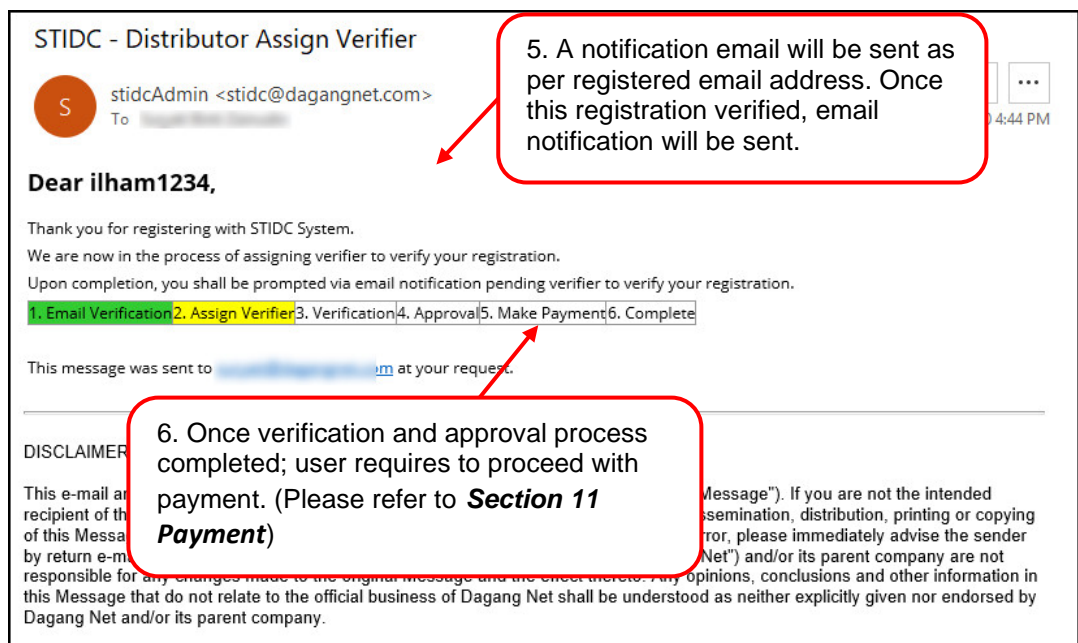 STIDC - Distributor Assign Verifier
S
stidcAdmin <stidc@dagangnet.com>
To
4:44 PM
5. A notification email will be sent as
per registered email address. Once
this registration verified, email
notification will be sent.
Dear ilham1234,
Thank you for registering with STIDC System.
We are now in the process of assigning verifier to verify your registration.
Upon completion, you shall be prompted via email notification pending verifier to verify your registration.
1. Email Verification 2. Assign Verifier 3. Verification 4. Approval 5. Make Payment 6. Complete
This message was sent to at your request.
6. Once verification and approval process
completed; user requires to proceed with
payment. (Please refer to Section 11
Payment)
DISCLAIMER
This e-mail Message"). If you are not the intended
recipient of dissemination, distribution, printing or copying
of this please immediately advise the sender
by return Net") and/or its parent company are not
responsible for any changes made to the original Message and the effect thereto. Any opinions, conclusions and other information in
this Message that do not relate to the official business of Dagang Net shall be understood as neither explicitly given nor endorsed by
Dagang Net and/or its parent company.